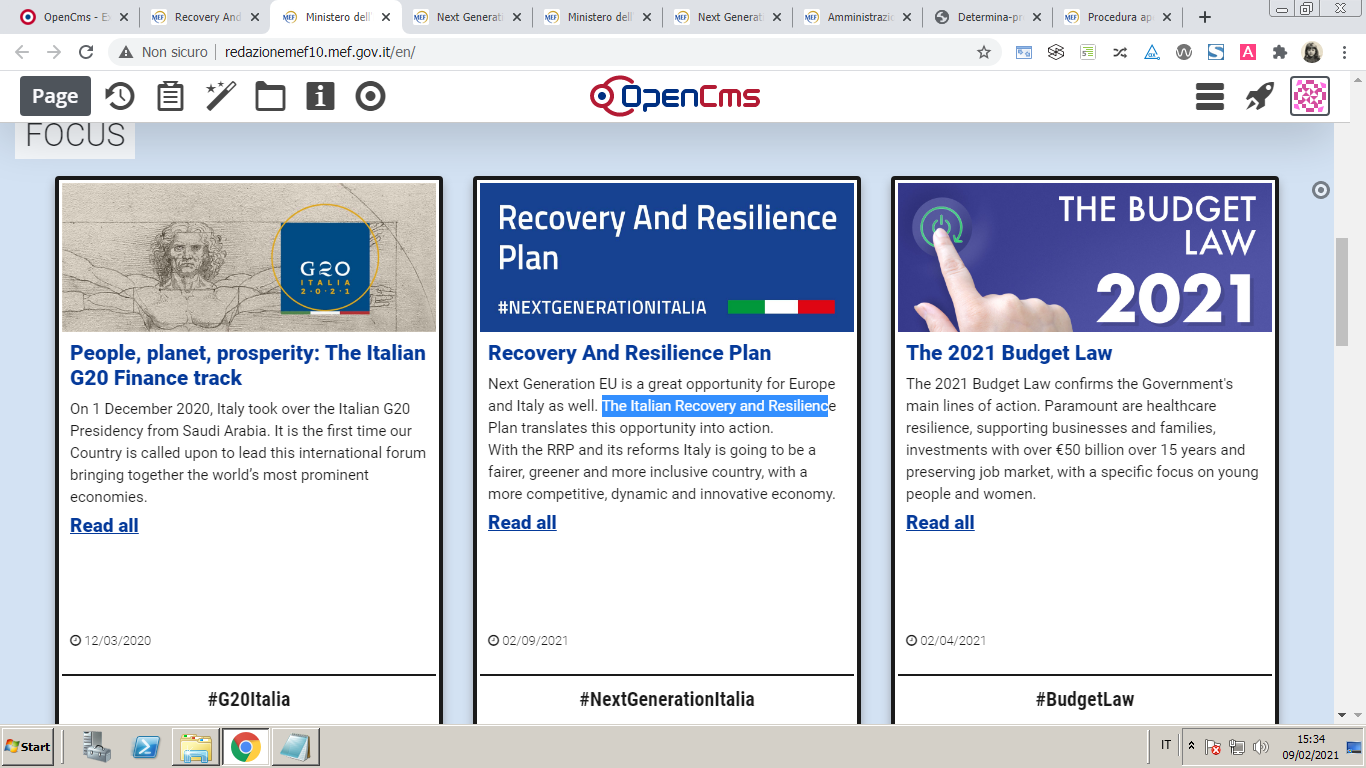 OpenCms - E
Recovery And
Ministero dell'
Next Generati
Ministero dell'
Next Generati
Amministrazi
Determina-pr
Procedura ap
Non sicuro
redazionemef10.mef.gov.it/en/
Page
OpenCms
FOCUS
G20
ITALIA
2·0·2·1
People, planet, prosperity: The Italian
G20 Finance track
On 1 December 2020, Italy took over the Italian G20
Presidency from Saudi Arabia. It is the first time our
Country is called upon to lead this international forum
bringing together the world's most prominent
economies.
Read all
12/03/2020
#G20Italia
Recovery And Resilience
Plan
#NEXTGENERATIONITALIA
Recovery And Resilience Plan
Next Generation EU is a great opportunity for Europe
and Italy as well. The Italian Recovery and Resilience
Plan translates this opportunity into action.
With the RRP and its reforms Italy is going to be a
fairer, greener and more inclusive country, with a
more competitive, dynamic and innovative economy.
Read all
02/09/2021
#NextGenerationItalia
THE BUDGET
LAW
2021
The 2021 Budget Law
The 2021 Budget Law confirms the Government's
main lines of action. Paramount are healthcare
resilience, supporting businesses and families,
investments with over €50 billion over 15 years and
preserving job market, with a specific focus on young
people and women.
Read all
02/04/2021
#BudgetLaw
Start
IT
15:34
09/02/2021